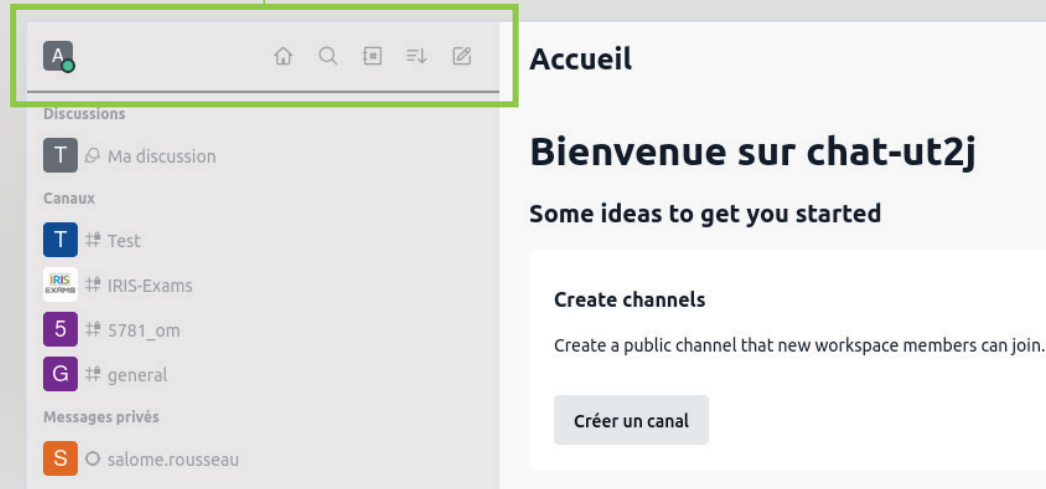 A
Discussions
T Ma discussion
Canaux
T Test
IRIS EXAMS IRIS-Exams
5 5781_om
G general
Messages privés
S salome.rousseau
Accueil
Bienvenue sur chat-ut2j
Some ideas to get you started
Create channels
Create a public channel that new workspace members can join.
Créer un canal